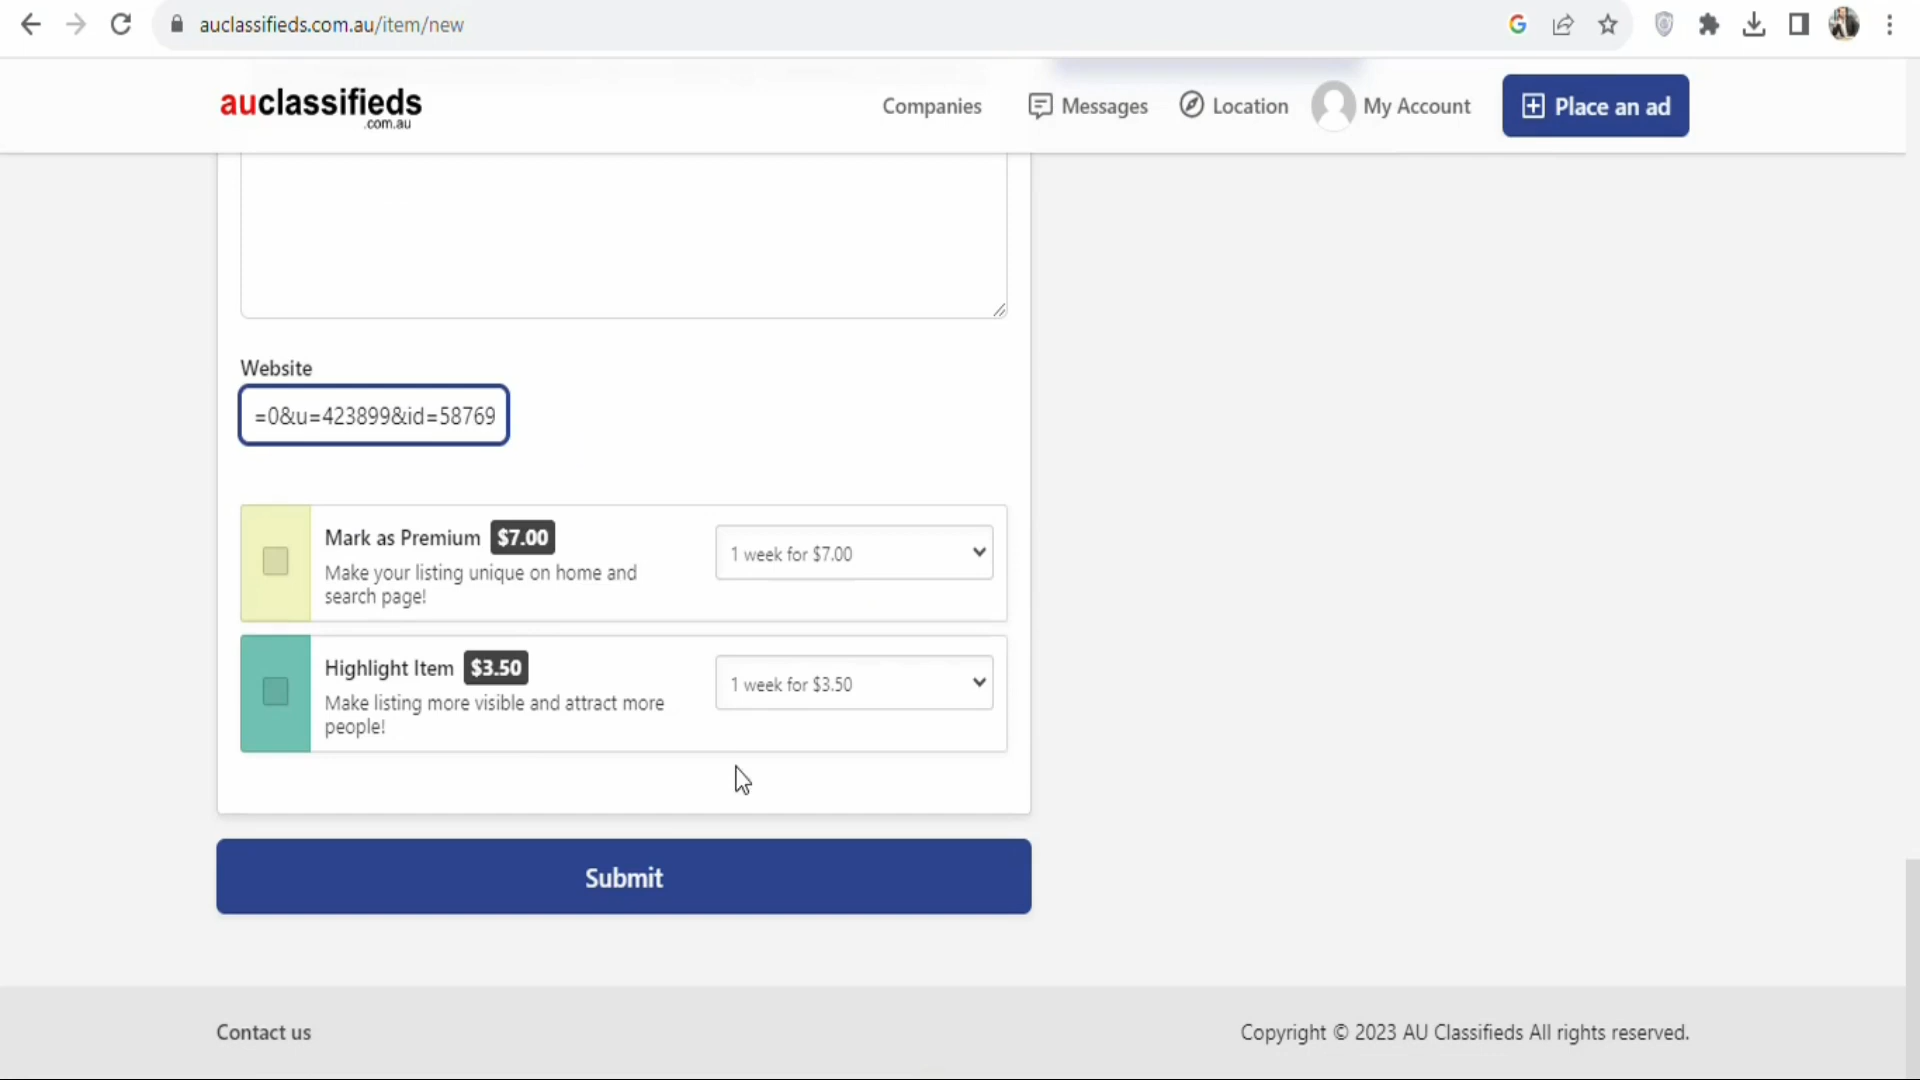 auclassifieds.com.au/item/new
auclassifieds
.com.au
Companies
Messages
Location
My Account
Place an ad
Website
=0&u=423899&id=58769
Mark as Premium $7.00
Make your listing unique on home and
search page!
1 week for $7.00
Highlight Item $3.50
Make listing more visible and attract more
people!
1 week for $3.50
Submit
Contact us
Copyright © 2023 AU Classifieds All rights reserved.